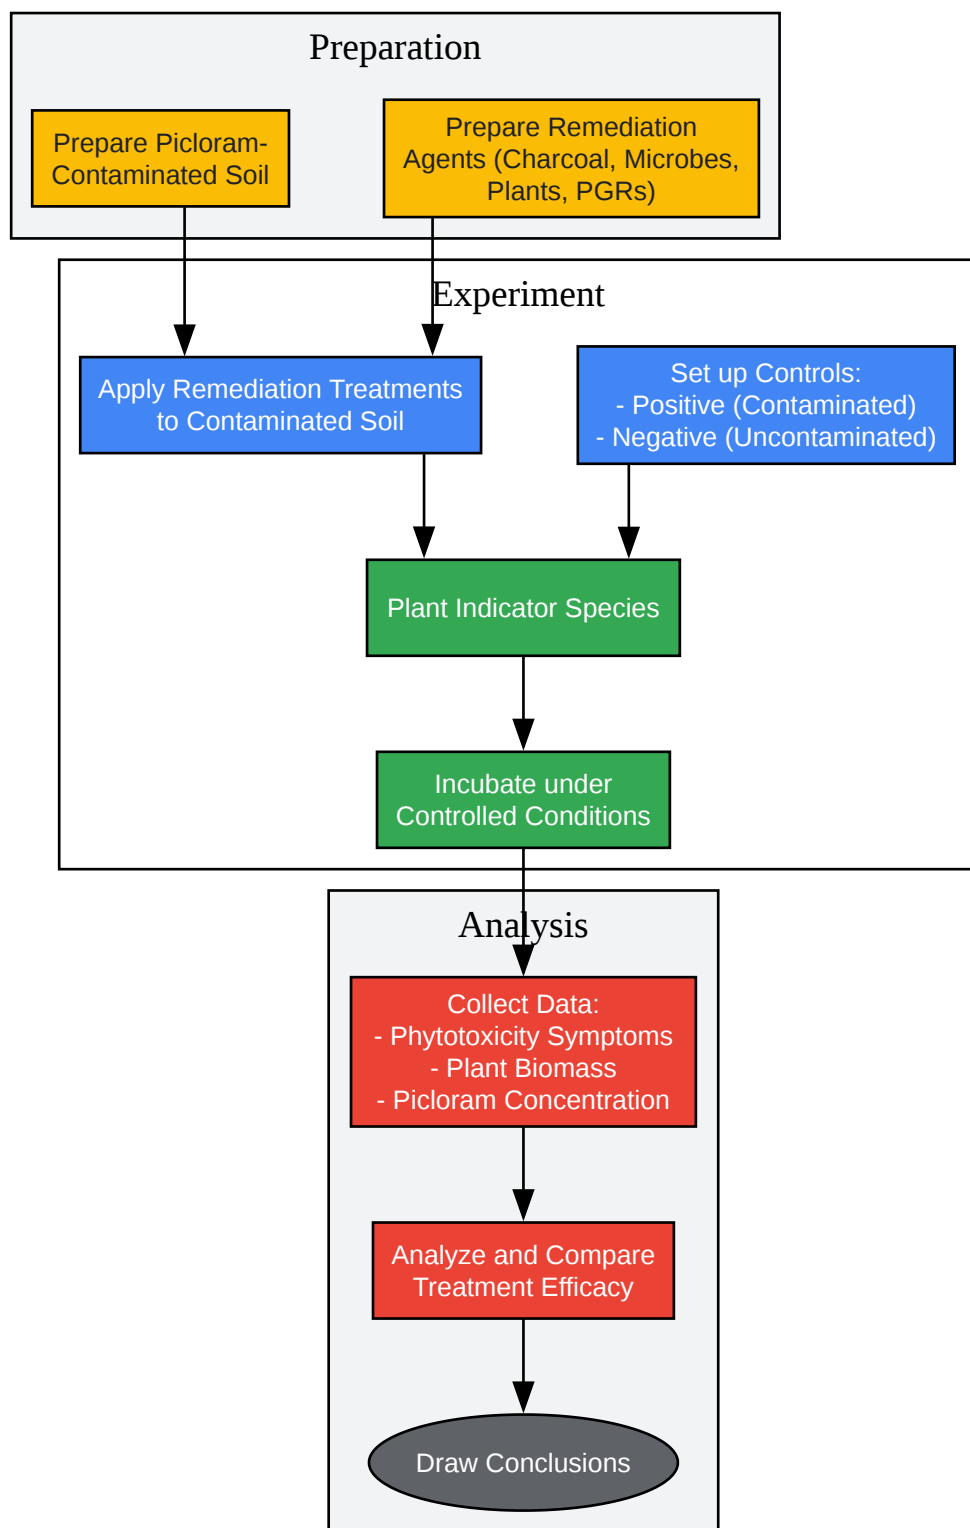 Preparation
Prepare Picloram-
Contaminated Soil
Prepare Remediation
Agents (Charcoal, Microbes,
Plants, PGRs)
Experiment
Apply Remediation Treatments
to Contaminated Soil
Set up Controls:
- Positive (Contaminated)
- Negative (Uncontaminated)
Plant Indicator Species
Incubate under
Controlled Conditions
Analysis
Collect Data:
- Phytotoxicity Symptoms
- Plant Biomass
- Picloram Concentration
Analyze and Compare
Treatment Efficacy
Draw Conclusions